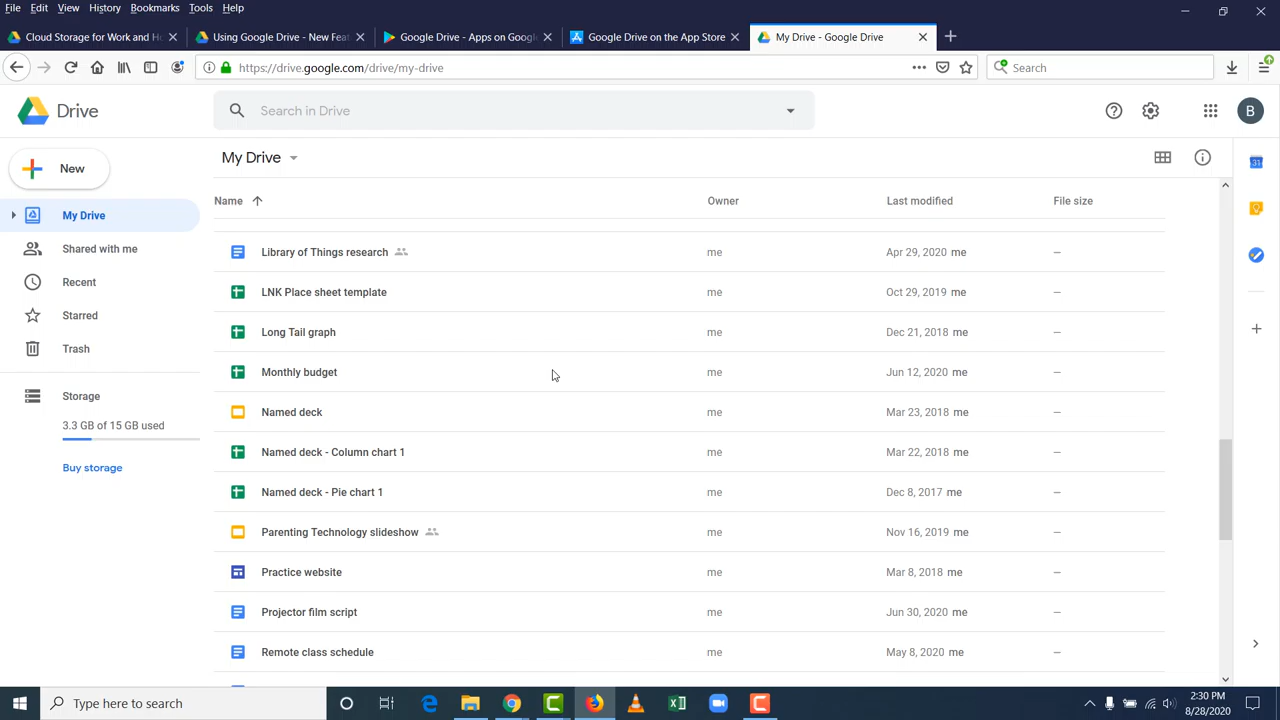 File Edit View History Bookmarks Tools Help
Cloud Storage for Work and Ho Using Google Drive - New Feat Google Drive - Apps on Google Google Drive on the App Store My Drive - Google Drive
https://drive.google.com/drive/my-drive Search
Drive Search in Drive B
New My Drive
Name Owner Last modified File size
My Drive
Shared with me Library of Things research me Apr 29, 2020 me –
Recent LNK Place sheet template me Oct 29, 2019 me –
Starred Long Tail graph me Dec 21, 2018 me –
Trash
Monthly budget me Jun 12, 2020 me –
Storage
Named deck me Mar 23, 2018 me –
3.3 GB of 15 GB used
Named deck - Column chart 1 me Mar 22, 2018 me –
Buy storage
Named deck - Pie chart 1 me Dec 8, 2017 me –
Parenting Technology slideshow me Nov 16, 2019 me –
Practice website me Mar 8, 2018 me –
Projector film script me Jun 30, 2020 me –
Remote class schedule me May 8, 2020 me –
Type here to search 2:30 PM
8/28/2020